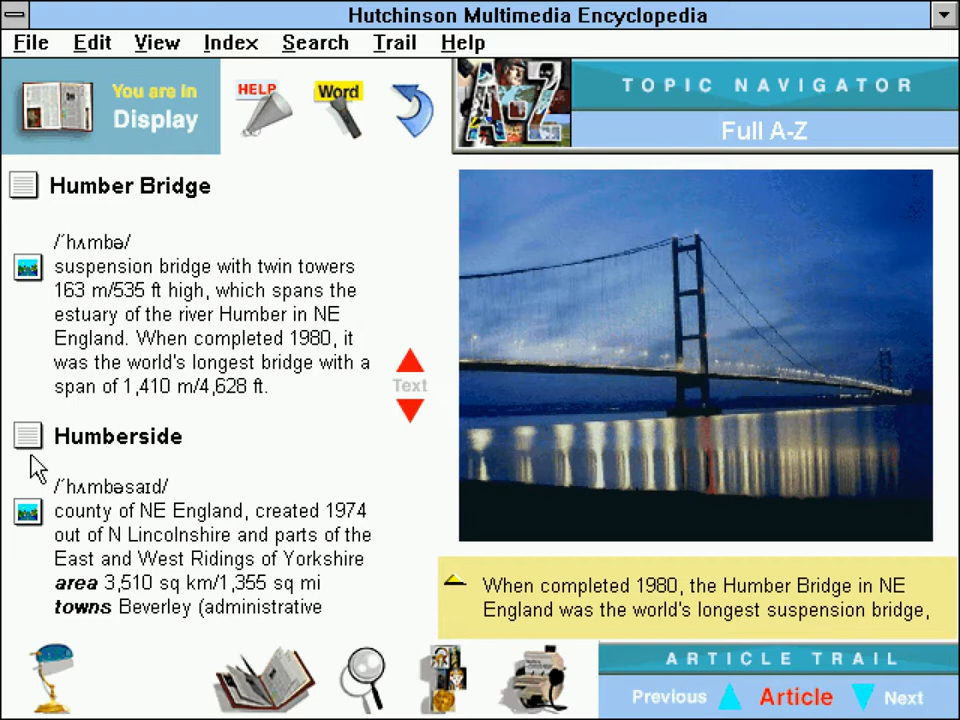 Hutchinson Multimedia Encyclopedia
File Edit View Index Search Trail Help
You are in
Display
HELP
Word
A-Z
TOPIC NAVIGATOR
Full A-Z
Humber Bridge
/ˊhʌmbə/
suspension bridge with twin towers
163 m/535 ft high, which spans the
estuary of the river Humber in NE
England. When completed 1980, it
was the world's longest bridge with a
span of 1,410 m/4,628 ft.
Text
Humberside
/ˊhʌmbəsaɪd/
county of NE England, created 1974
out of N Lincolnshire and parts of the
East and West Ridings of Yorkshire
area 3,510 sq km/1,355 sq mi
towns Beverley (administrative
When completed 1980, the Humber Bridge in NE
England was the world's longest suspension bridge,
ARTICLE TRAIL
Previous Article Next